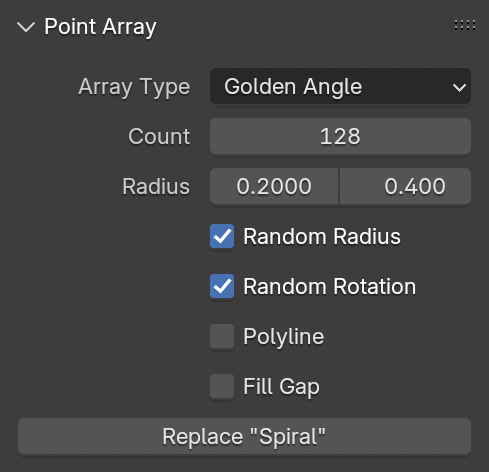 Point Array
Array Type Golden Angle
Count 128
Radius 0.2000 0.400
Random Radius
Random Rotation
Polyline
Fill Gap
Replace "Spiral"